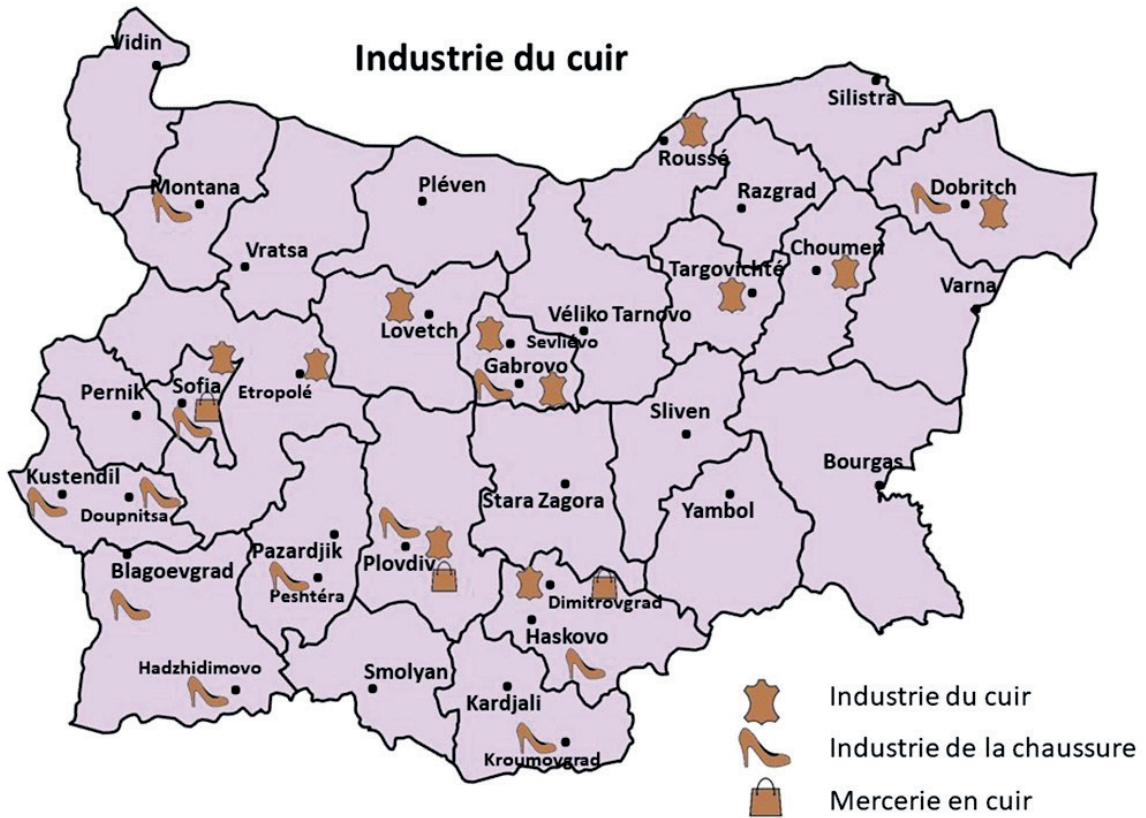 Industrie du cuir
Vidin
Silistra
Roussé
Montana
Pléven
Razgrad
Dobritch
Vratsa
Choumen
Targovichté
Varna
Lovetch
Véliko Tarnovo
Sevliévo
Gabrovo
Pernik
Sofia
Etropolé
Sliven
Kustendil
Doupnitsa
Stara Zagora
Yambol
Bourgas
Pazardjik
Plovdiv
Blagoevgrad
Peshtéra
Dimitrovgrad
Haskovo
Hadzhidimovo
Smolyan
Kardjali
Kroumovgrad
Industrie du cuir
Industrie de la chaussure
Mercerie en cuir